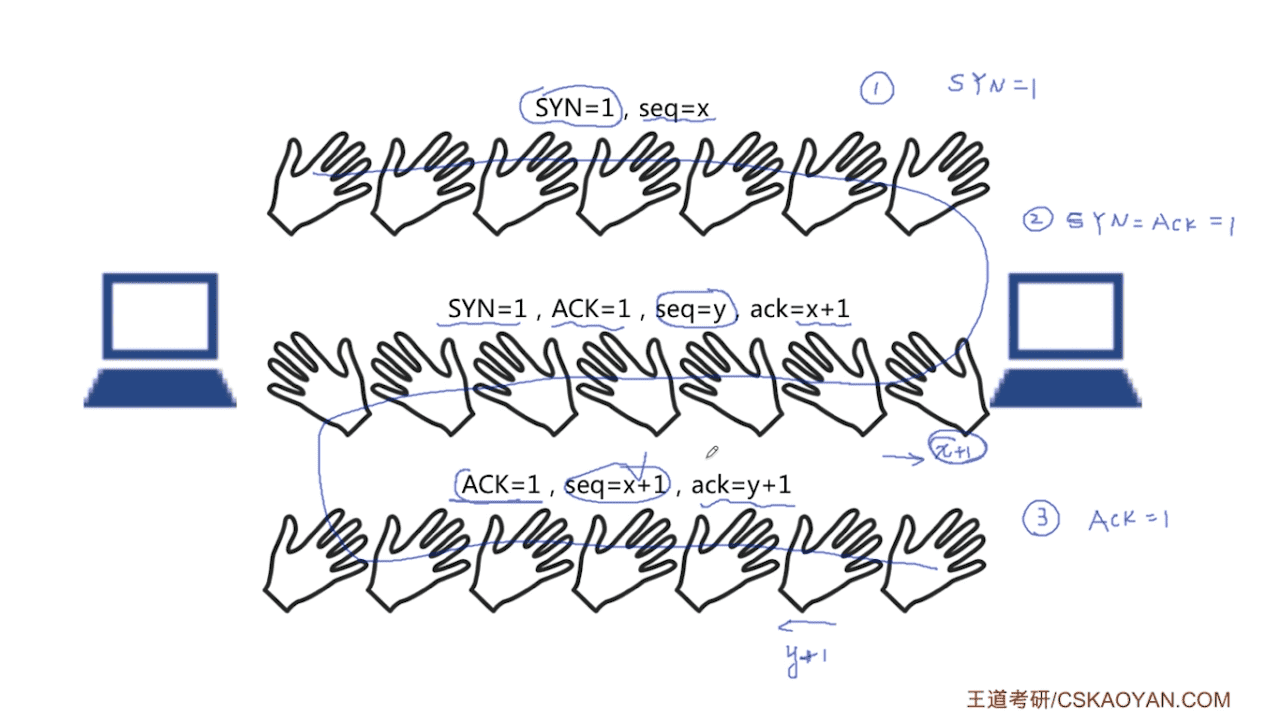 SYN=1，seq=x
① SYN=1
② SYN=ACK=1
SYN=1，ACK=1，seq=y，ack=x+1
x+1
ACK=1，seq=x+1，ack=y+1
③ ACK=1
y+1
王道考研/CSKAOYAN.COM